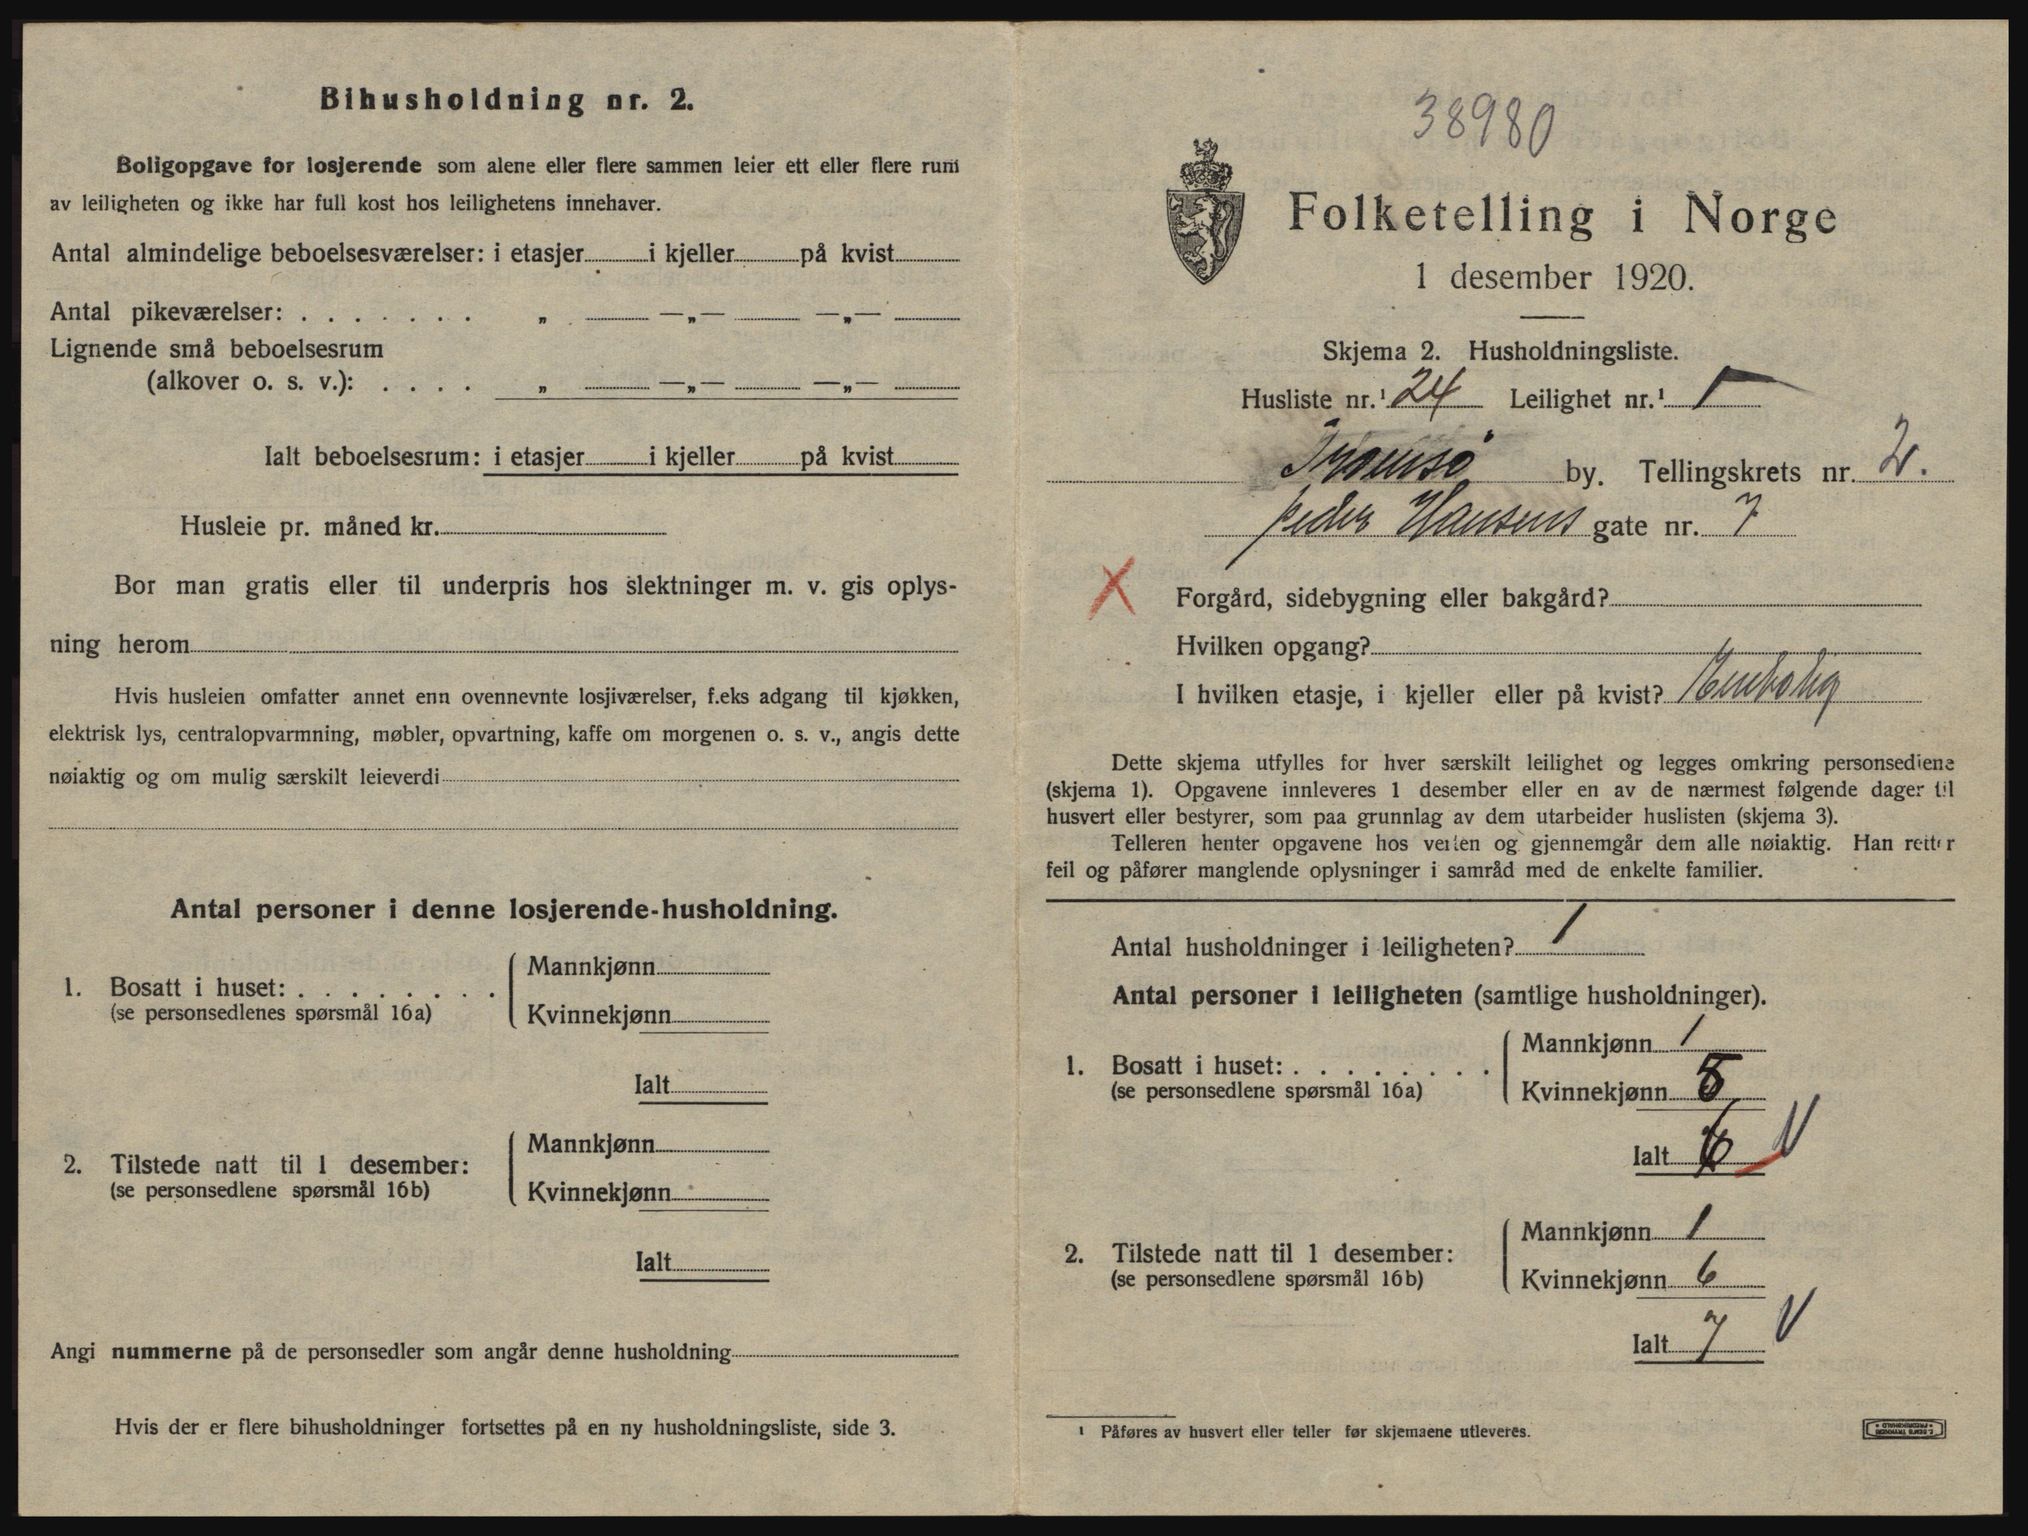 Bihusholdning nr. 2.
Boligopgave for losjerende som alene eller flere sammen leier ett eller flere rum
av leiligheten og ikke har full kost hos leilighetens innehaver.
Antal almindelige beboelsesværelser: i etasjer i kjeller på kvist
Antal pikeværelser: . . . . . . . „ —„— —„—
Lignende små beboelsesrum
(alkover o. s. v.): . . . . „ —„— —„—
Ialt beboelsesrum: i etasjer i kjeller på kvist
Husleie pr. måned kr.
Bor man gratis eller til underpris hos slektninger m. v. gis oplys-
ning herom
Hvis husleien omfatter annet enn ovennevnte losjiværelser, f.eks adgang til kjøkken,
elektrisk lys, centralopvarmning, møbler, opvartning, kaffe om morgenen o. s. v., angis dette
nøiaktig og om mulig særskilt leieverdi
Antal personer i denne losjerende-husholdning.
1. Bosatt i huset: . . . . . . . .
(se personsedlenes spørsmål 16a)
Mannkjønn
Kvinnekjønn
Ialt
2. Tilstede natt til 1 desember:
(se personsedlene spørsmål 16b)
Mannkjønn
Kvinnekjønn
Ialt
Angi nummerne på de personsedler som angår denne husholdning
Hvis der er flere bihusholdninger fortsettes på en ny husholdningsliste, side 3.
38980
Folketelling i Norge
1 desember 1920.
Skjema 2. Husholdningsliste.
Husliste nr.¹ 24 Leilighet nr.¹ 1
Tromsø by. Tellingskrets nr. 2.
Peder Hansens gate nr. 7
X
Forgård, sidebygning eller bakgård?
Hvilken opgang?
I hvilken etasje, i kjeller eller på kvist? Enebolig
Dette skjema utfylles for hver særskilt leilighet og legges omkring personsediene
(skjema 1). Opgavene innleveres 1 desember eller en av de nærmest følgende dager til
husvert eller bestyrer, som paa grunnlag av dem utarbeider huslisten (skjema 3).
Telleren henter opgavene hos verten og gjennemgår dem alle nøiaktig. Han retter
feil og påfører manglende oplysninger i samråd med de enkelte familier.
Antal husholdninger i leiligheten? 1
Antal personer i leiligheten (samtlige husholdninger).
1. Bosatt i huset: . . . . . . . .
(se personsedlene spørsmål 16a)
Mannkjønn 1
Kvinnekjønn 5
Ialt 6 V
2. Tilstede natt til 1 desember:
(se personsedlene spørsmål 16b)
Mannkjønn 1
Kvinnekjønn 6
Ialt 7 V
¹ Påføres av husvert eller teller før skjemaene utleveres.